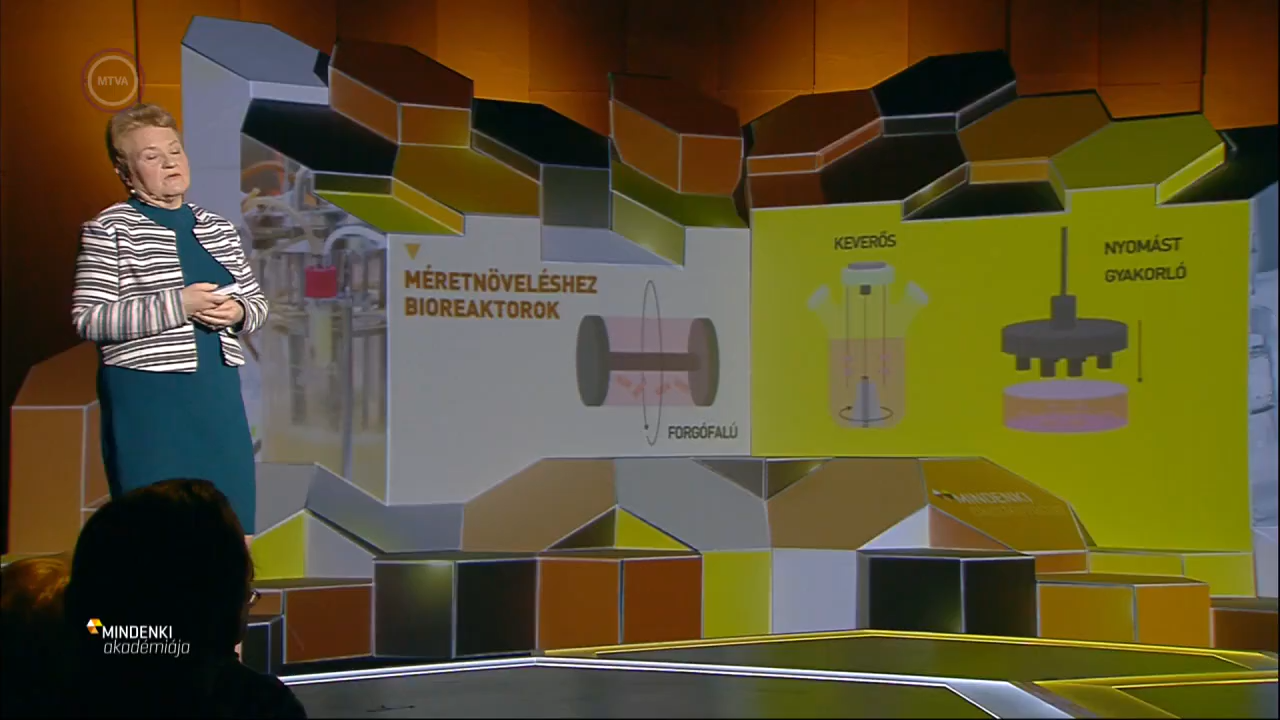 MTVA
MÉRETNÖVELÉSHEZ
BIOREAKTOROK
FORGÓFALÚ
KEVERŐS
NYOMÁST
GYAKORLÓ
MINDENKI
MINDENKI
akadémiája